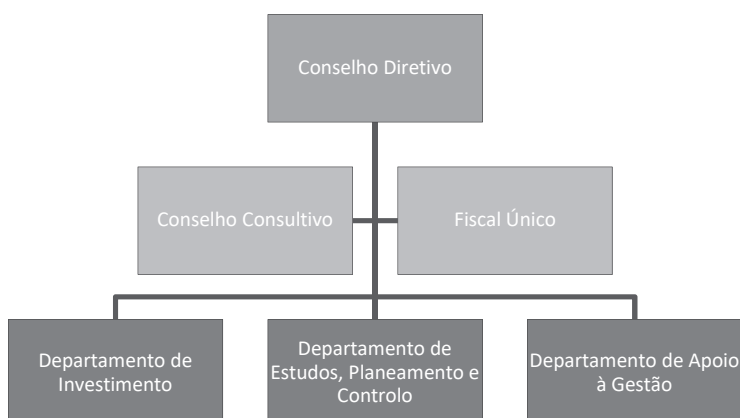 Conselho Diretivo
Conselho Consultivo
Fiscal Único
Departamento de
Investimento
Departamento de
Estudos, Planeamento e
Controlo
Departamento de Apoio
à Gestão